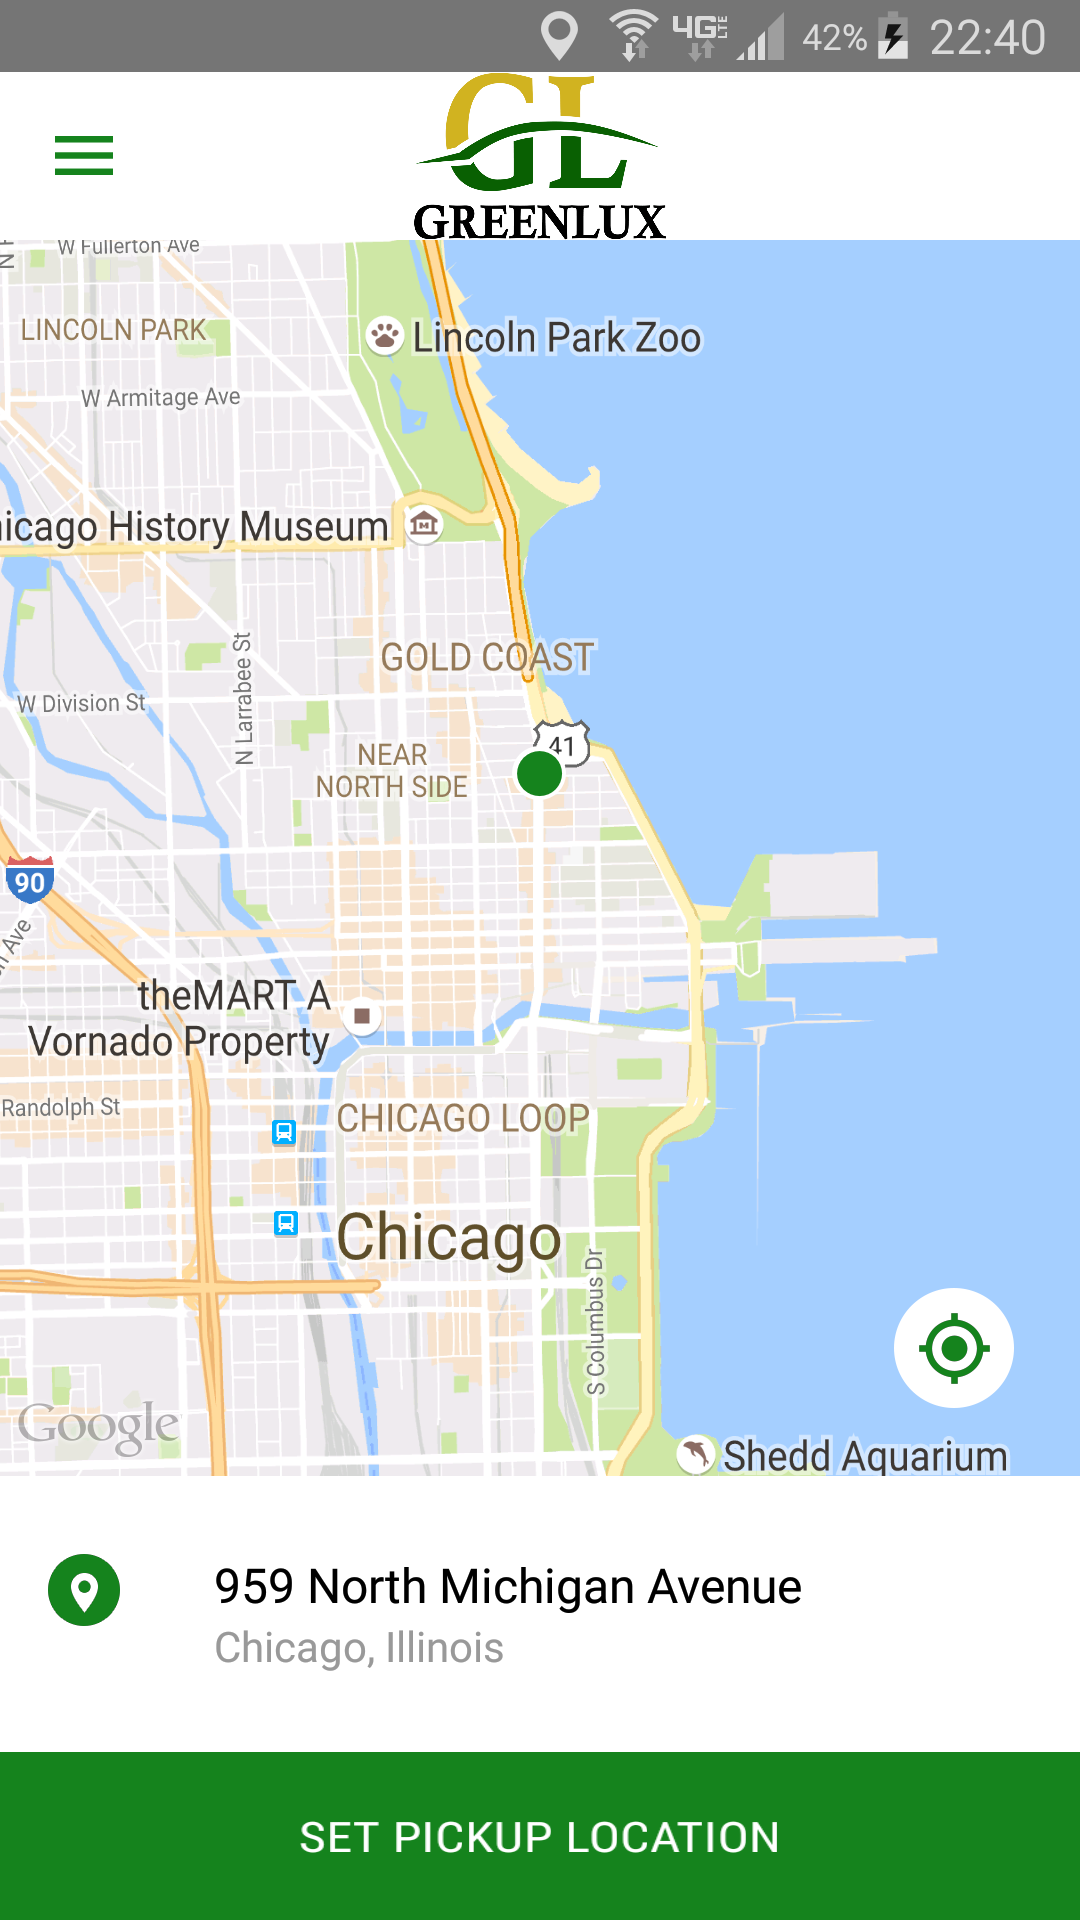 4G LTE 42% 22:40
GL
GREENLUX
W Fullerton Ave
LINCOLN PARK
Lincoln Park Zoo
W Armitage Ave
icago History Museum
GOLD COAST
N Larrabee St
W Division St
41
NEAR
NORTH SIDE
90
Ave
theMART A
Vornado Property
Randolph St
CHICAGO LOOP
Chicago
S Columbus Dr
Google
Shedd Aquarium
959 North Michigan Avenue
Chicago, Illinois
SET PICKUP LOCATION